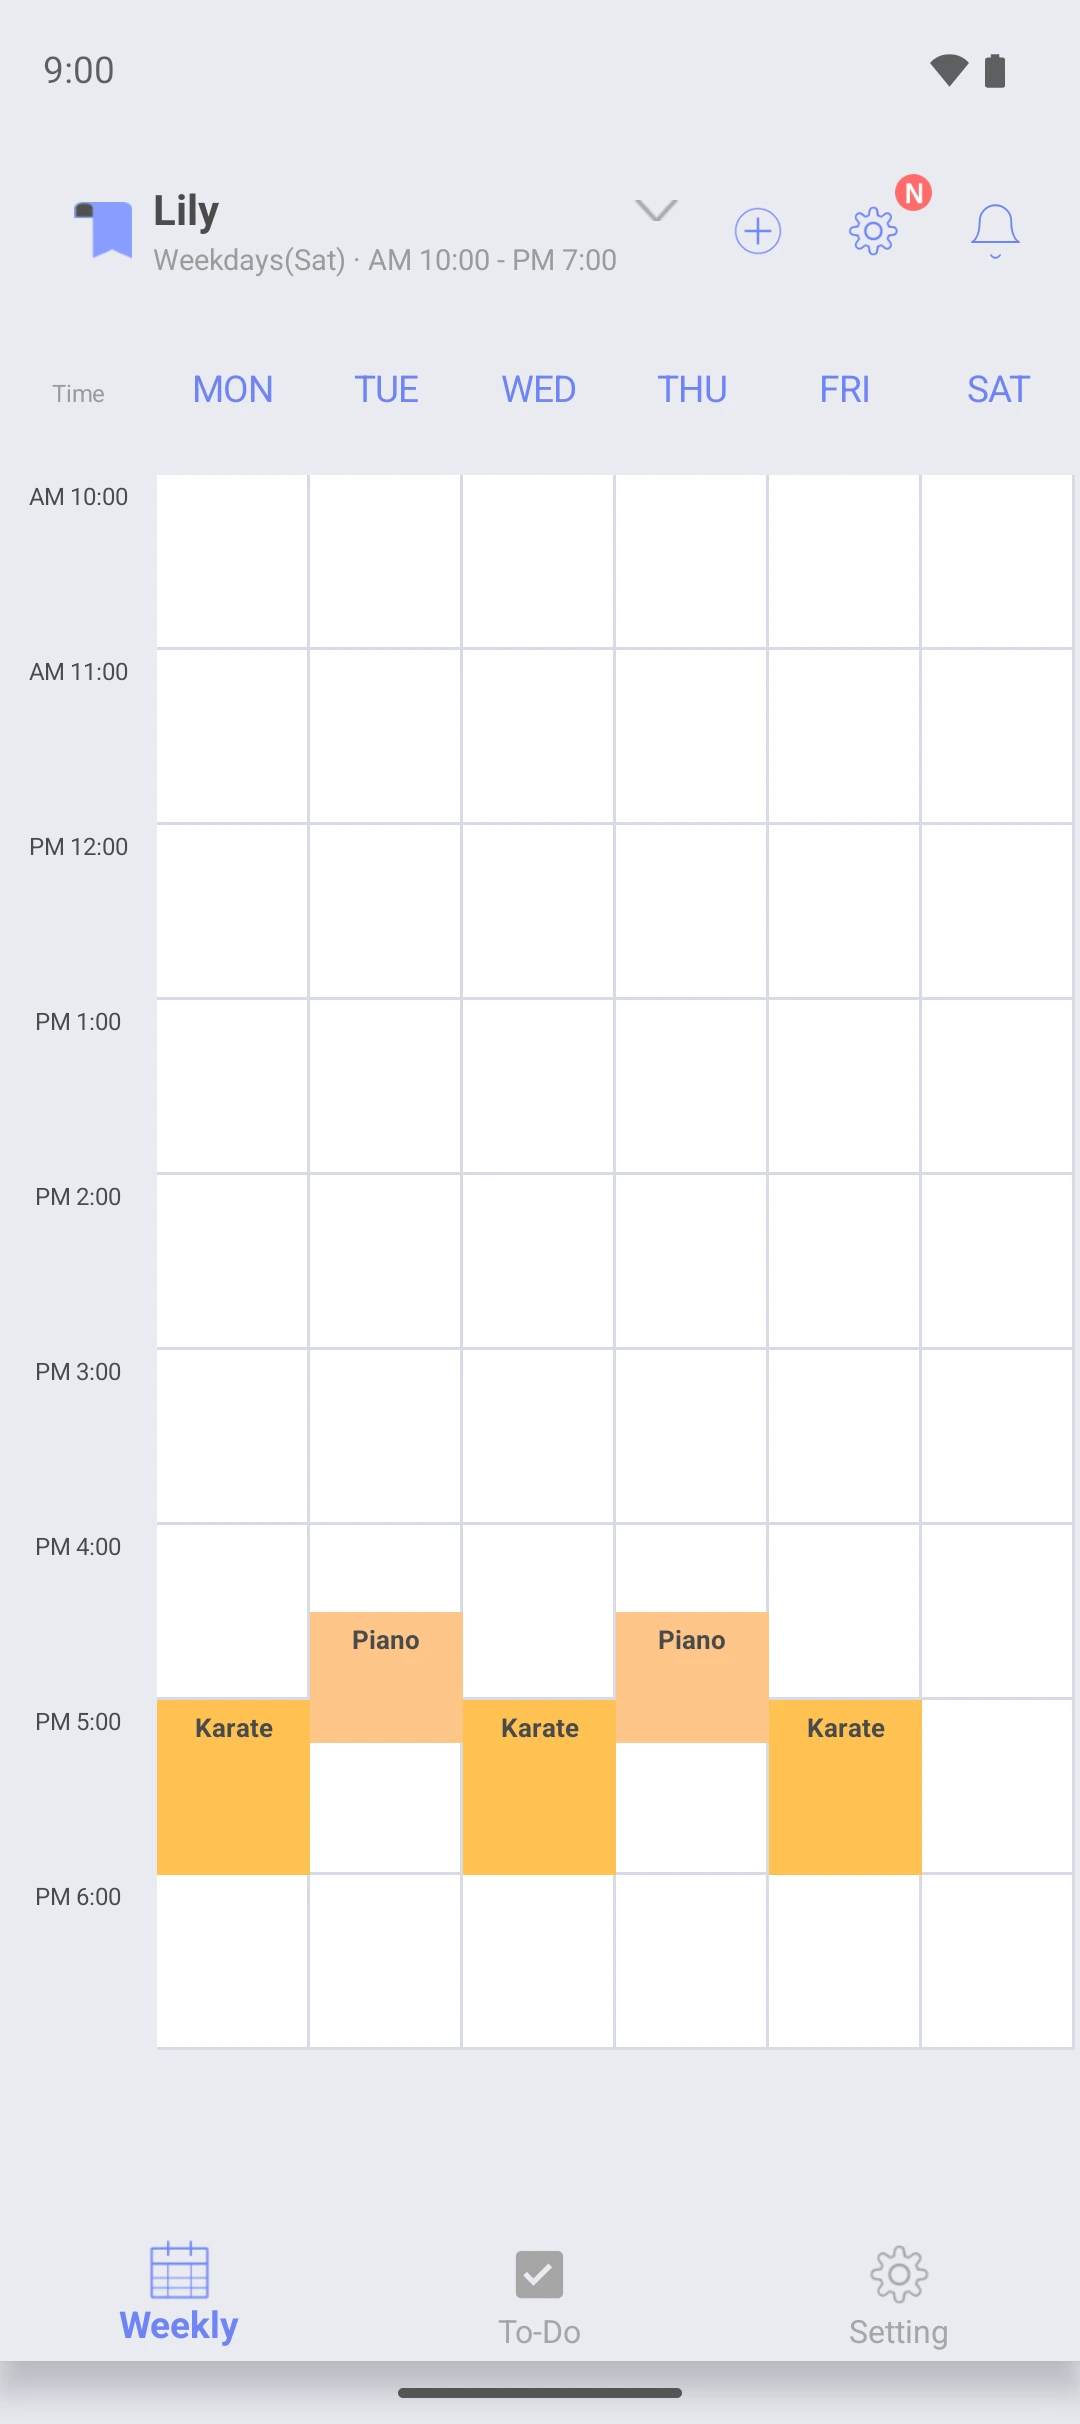 9:00
Lily
N
Weekdays(Sat) · AM 10:00 - PM 7:00
Time MON TUE WED THU FRI SAT
AM 10:00
AM 11:00
PM 12:00
PM 1:00
PM 2:00
PM 3:00
PM 4:00
Piano Piano
PM 5:00 Karate Karate Karate
PM 6:00
Weekly To-Do Setting